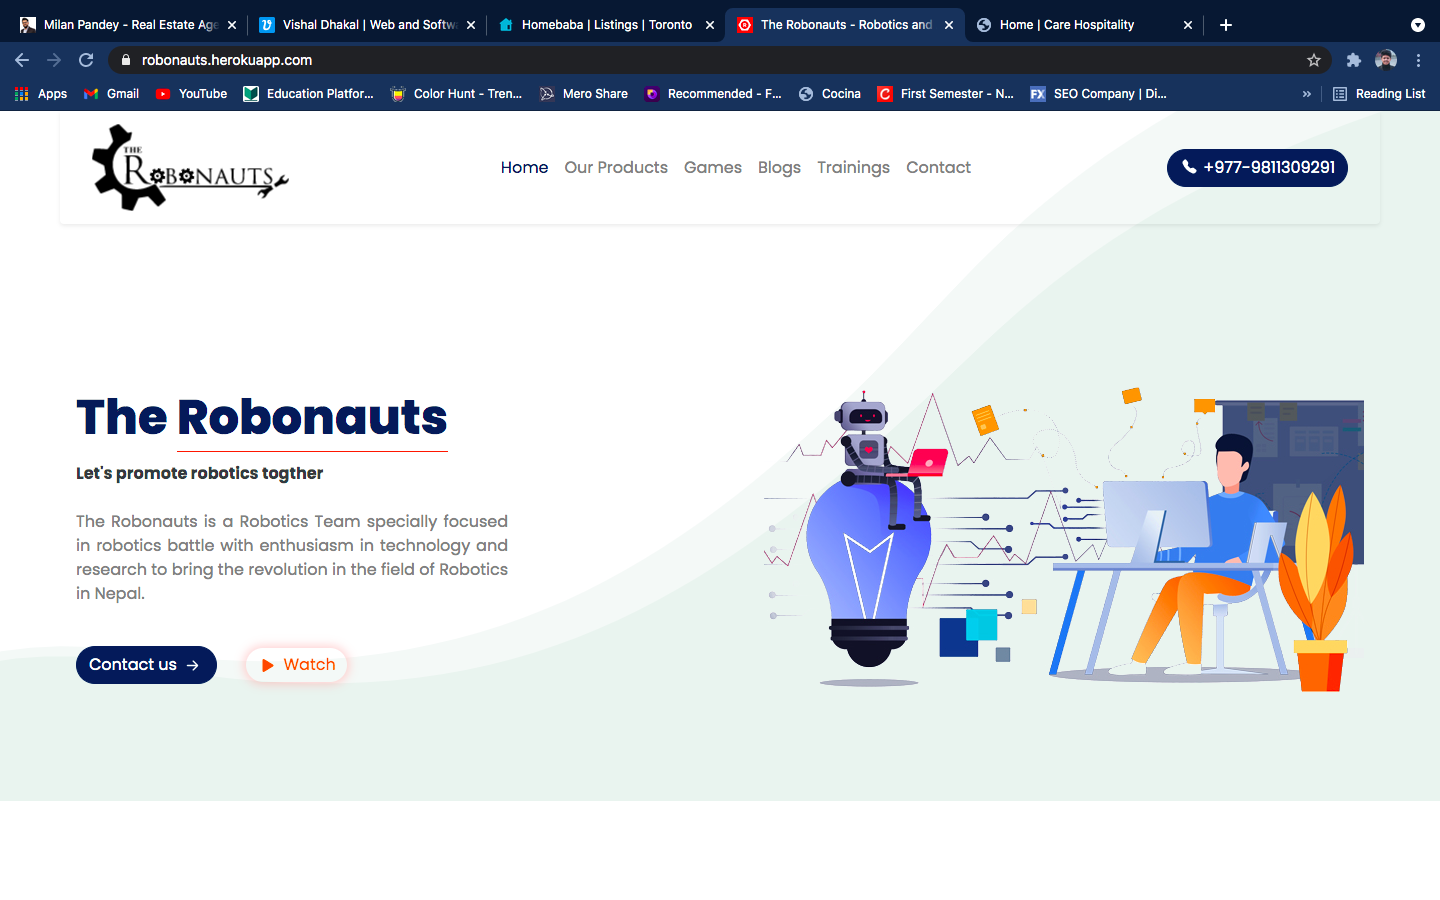 Milan Pandey - Real Estate Age
Vishal Dhakal | Web and Softw
Homebaba | Listings | Toronto
The Robonauts - Robotics and
Home | Care Hospitality
robonauts.herokuapp.com
Apps
Gmail
YouTube
Education Platfor...
Color Hunt - Tren...
Mero Share
Recommended - F...
Cocina
First Semester - N...
FX
SEO Company | Di...
»
Reading List
THE
ROBONAUTS
Home
Our Products
Games
Blogs
Trainings
Contact
+977-9811309291
The Robonauts
Let's promote robotics togther
The Robonauts is a Robotics Team specially focused
in robotics battle with enthusiasm in technology and
research to bring the revolution in the field of Robotics
in Nepal.
Contact us →
Watch